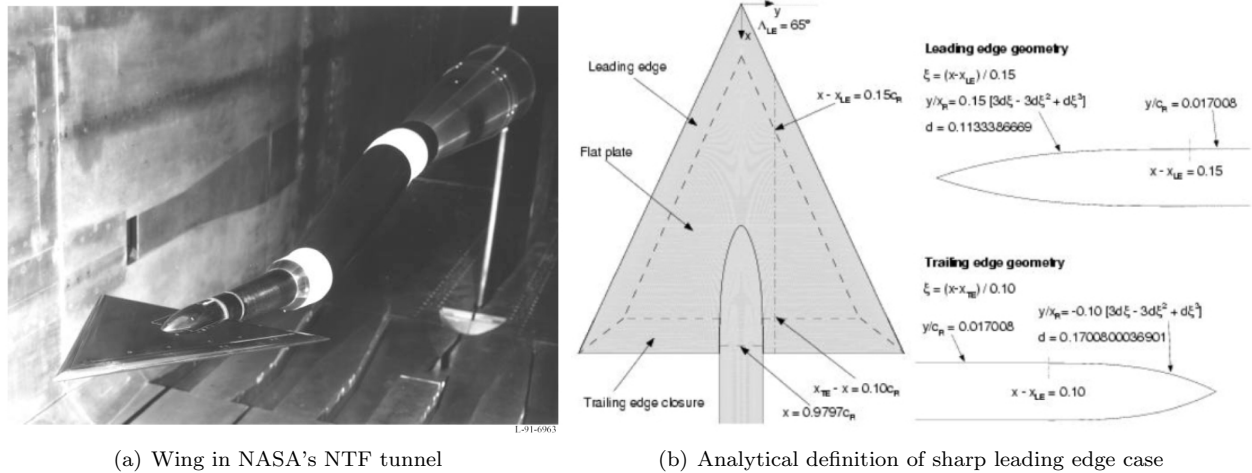 L-91-6963
(a) Wing in NASA's NTF tunnel
y
Λ_LE = 65°
x
Leading edge
x - x_LE = 0.15c_R
Flat plate
x_TE - x = 0.10c_R
Trailing edge closure
x = 0.9797c_R
Leading edge geometry
ξ = (x-x_LE) / 0.15
y/x_R = 0.15 [3dξ - 3dξ² + dξ³]
y/c_R = 0.017008
d = 0.1133386669
x - x_LE = 0.15
Trailing edge geometry
ξ = (x-x_TE) / 0.10
y/x_R = -0.10 [3dξ - 3dξ² + dξ³]
y/c_R = 0.017008
d = 0.1700800036901
x - x_LE = 0.10
(b) Analytical definition of sharp leading edge case